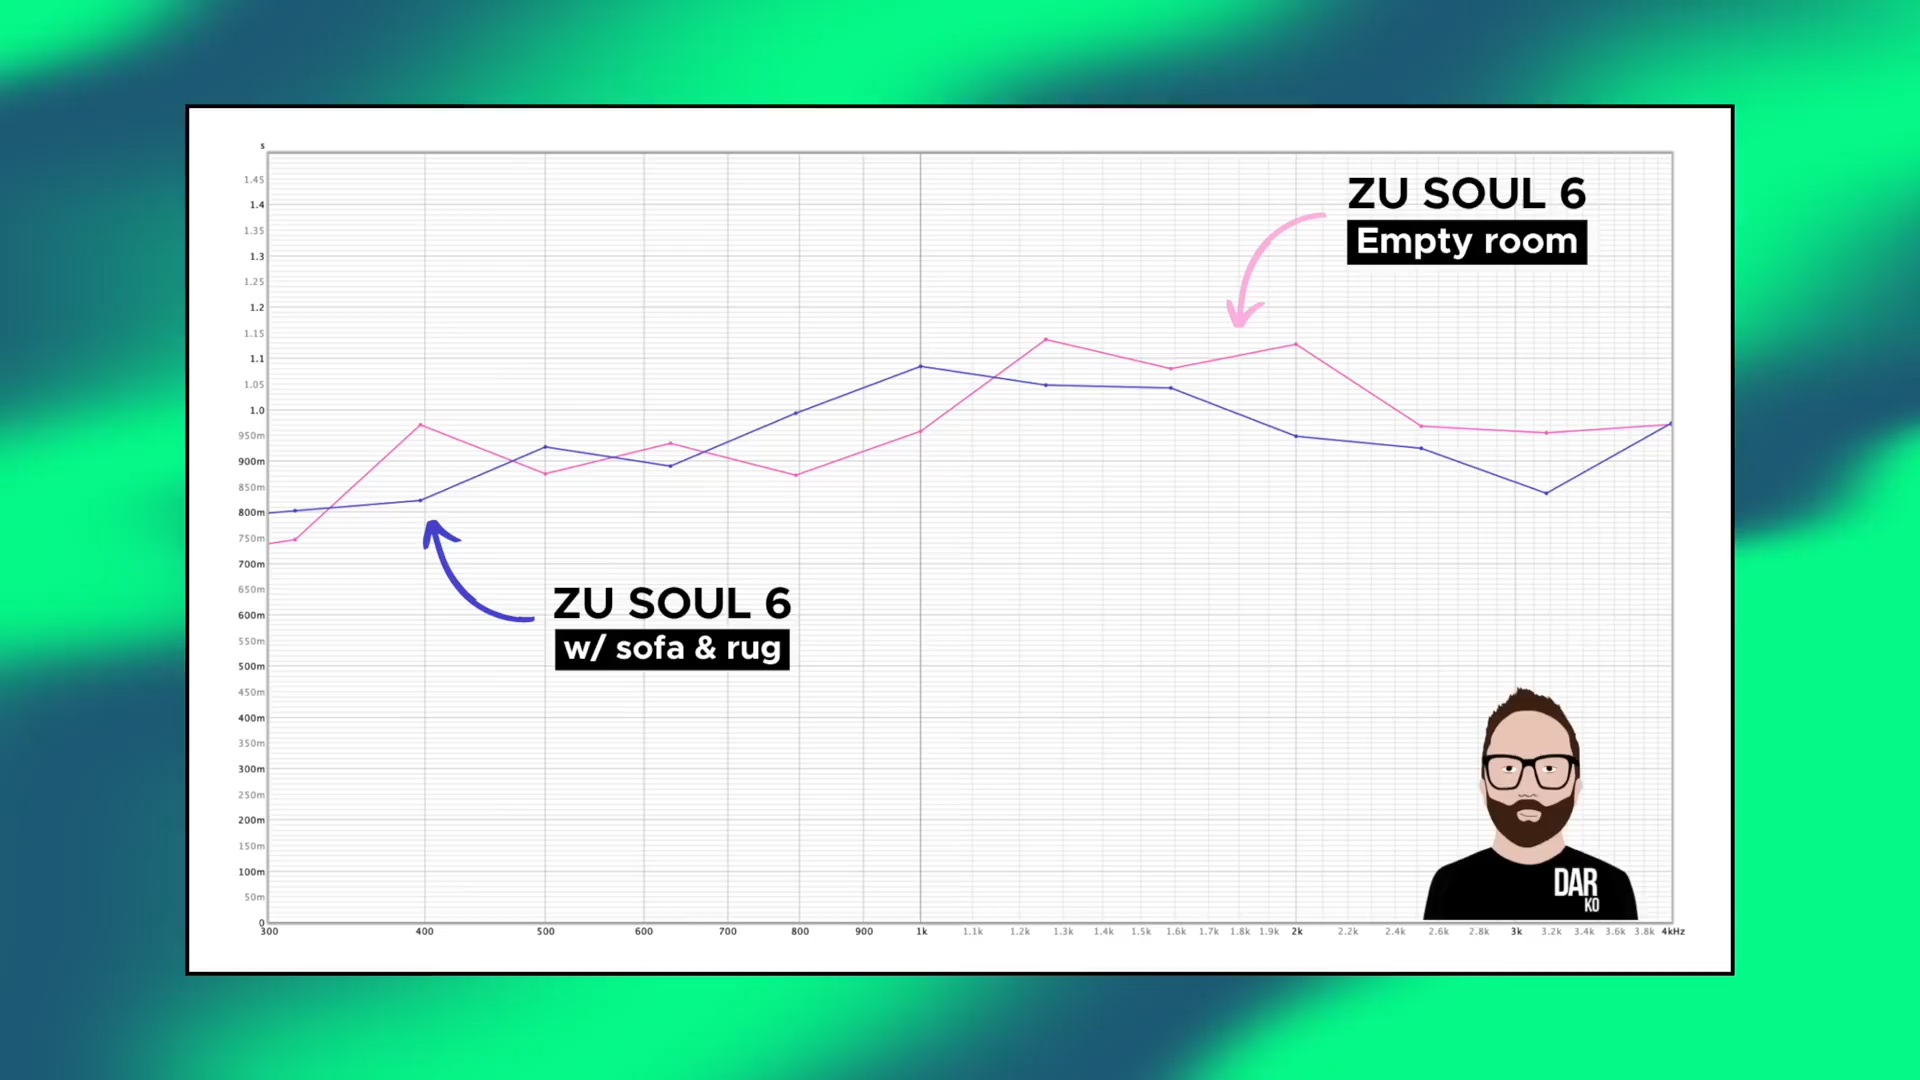 s
1.45
1.4
1.35
1.3
1.25
1.2
1.15
1.1
1.05
1.0
950m
900m
850m
800m
750m
700m
650m
600m
550m
500m
450m
400m
350m
300m
250m
200m
150m
100m
50m
0
ZU SOUL 6
Empty room
ZU SOUL 6
w/ sofa & rug
DAR
KO
300 400 500 600 700 800 900 1k 1.1k 1.2k 1.3k 1.4k 1.5k 1.6k 1.7k 1.8k 1.9k 2k 2.2k 2.4k 2.6k 2.8k 3k 3.2k 3.4k 3.6k 3.8k 4kHz